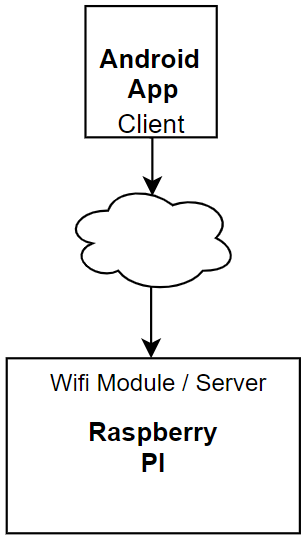 Android
App
Client
Wifi Module / Server
Raspberry
PI